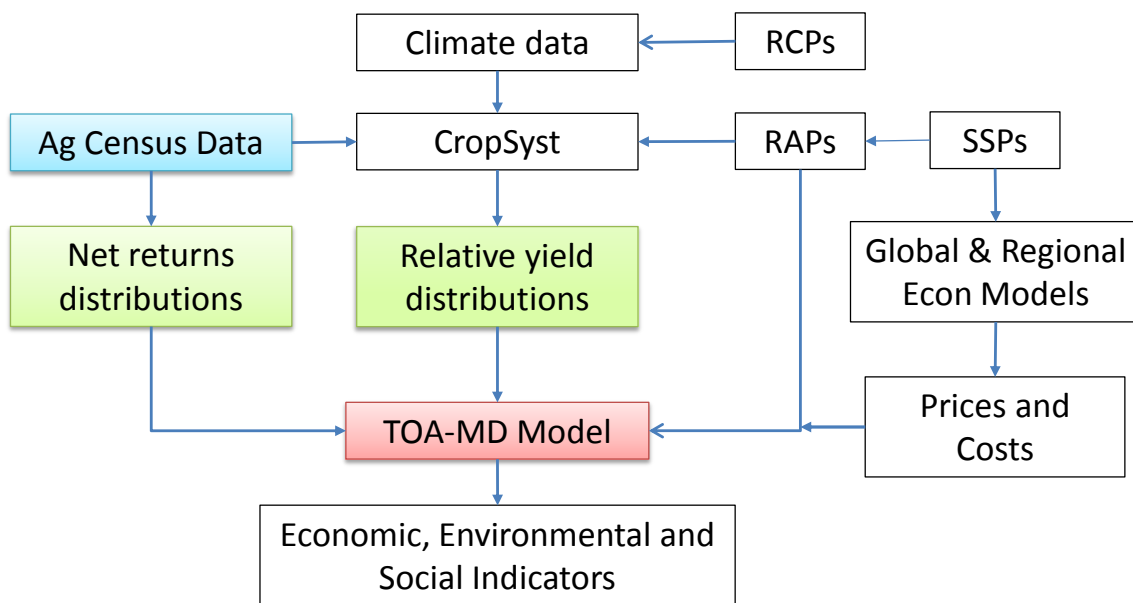 Climate data
RCPs
Ag Census Data
CropSyst
RAPs
SSPs
Net returns
distributions
Relative yield
distributions
Global & Regional
Econ Models
TOA-MD Model
Prices and
Costs
Economic, Environmental and
Social Indicators